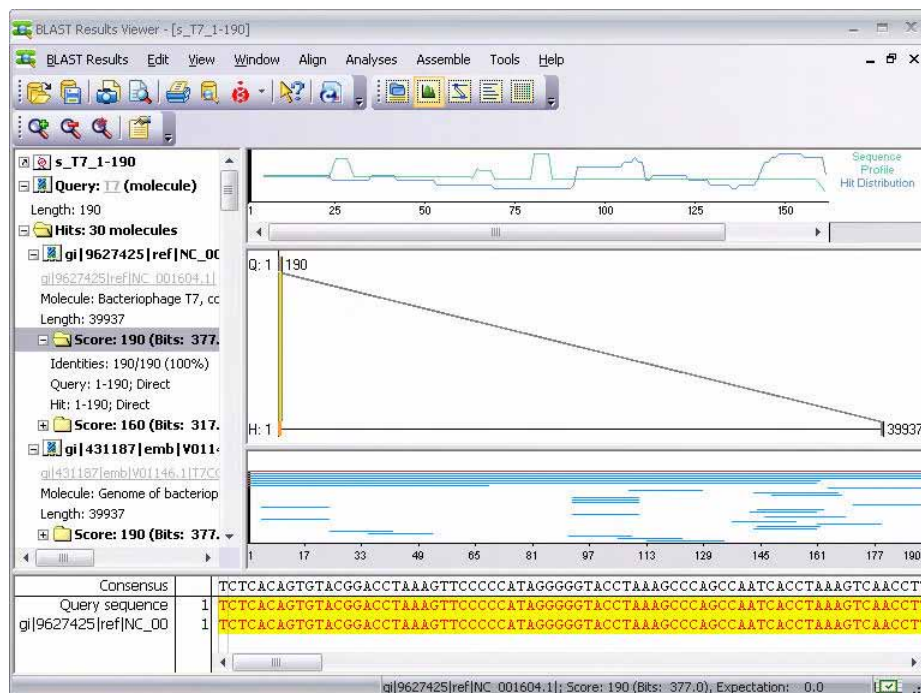 BLAST Results Viewer - [s_T7_1-190]
BLAST Results Edit View Window Align Analyses Assemble Tools Help
s_T7_1-190
Query: T7 (molecule)
Length: 190
Hits: 30 molecules
gi|9627425|ref|NC_00
gi|9627425|ref|NC_001604.1|
Molecule: Bacteriophage T7, cc
Length: 39937
Score: 190 (Bits: 377.
Identities: 190/190 (100%)
Query: 1-190; Direct
Hit: 1-190; Direct
Score: 160 (Bits: 317.
gi|431187|emb|V011
gi|431187|emb|V01146.1|T7CG
Molecule: Genome of bacteriop
Length: 39937
Score: 190 (Bits: 377.
Sequence
Profile
Hit Distribution
1 25 50 75 100 125 150
Q: 1 190
H: 1 39937
1 17 33 49 65 81 97 113 129 145 161 177 190
Consensus TCTCACAGTGTACGGACCTAAAGTTCCCCCATAGGGGGTACCTAAAGCCCAGCCAATCACCTAAAGTCAACCTT
Query sequence 1 TCTCACAGTGTACGGACCTAAAGTTCCCCCATAGGGGGTACCTAAAGCCCAGCCAATCACCTAAAGTCAACCTT
gi|9627425|ref|NC_00 1 TCTCACAGTGTACGGACCTAAAGTTCCCCCATAGGGGGTACCTAAAGCCCAGCCAATCACCTAAAGTCAACCTT
gi|9627425|ref|NC_001604.1|; Score: 190 (Bits: 377.0), Expectation: 0.0